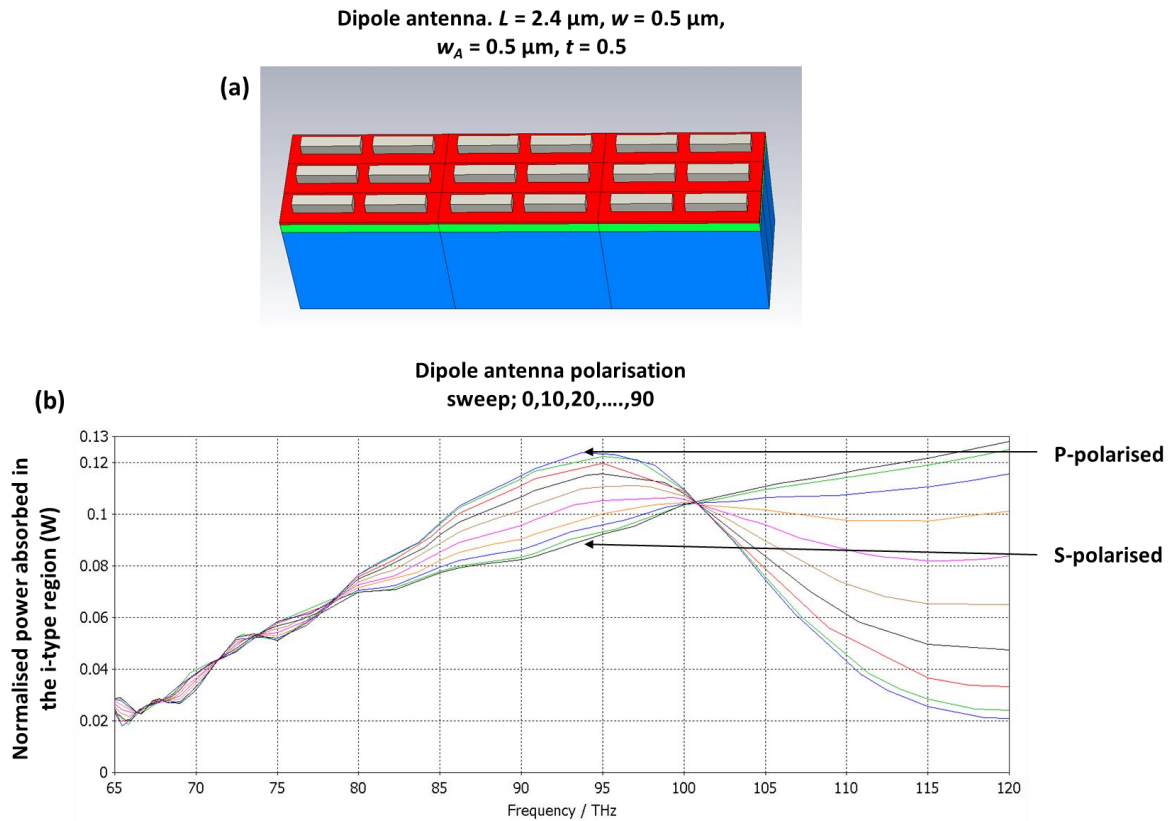 Dipole antenna. L = 2.4 µm, w = 0.5 µm,
w_A = 0.5 µm, t = 0.5
(a)
Dipole antenna polarisation
sweep; 0,10,20,....,90
(b)
Normalised power absorbed in
the i-type region (W)
0.13
0.12
0.1
0.08
0.06
0.04
0.02
0
65 70 75 80 85 90 95 100 105 110 115 120
Frequency / THz
P-polarised
S-polarised